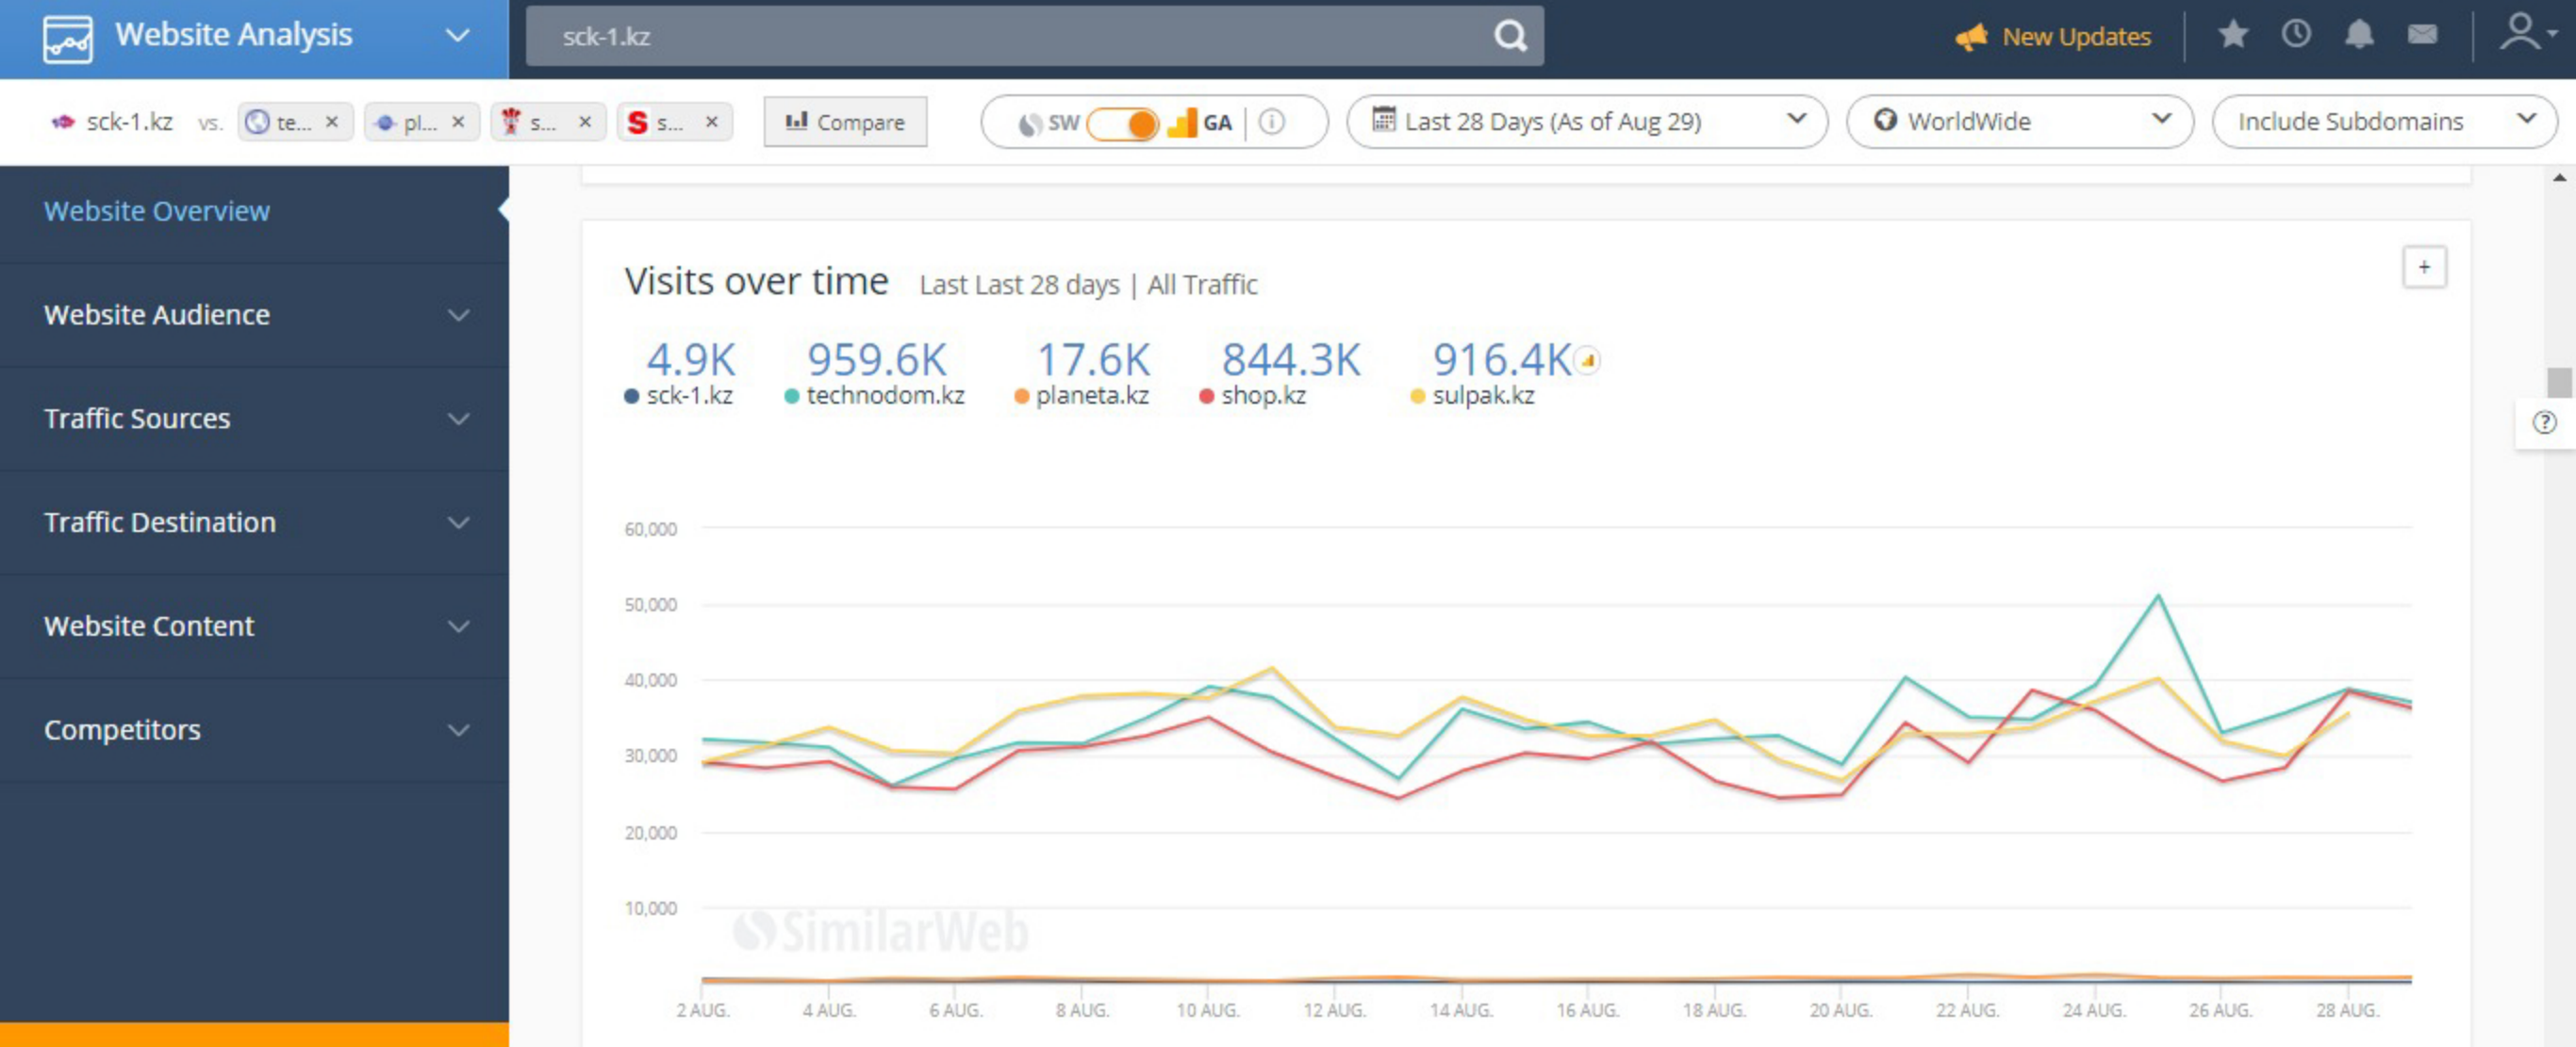 Website Analysis
sck-1.kz
New Updates
sck-1.kz vs. te... × pl... × s... × S s... ×
Compare
SW GA
Last 28 Days (As of Aug 29)
WorldWide
Include Subdomains
Website Overview
Website Audience
Traffic Sources
Traffic Destination
Website Content
Competitors
Visits over time Last Last 28 days | All Traffic
+
4.9K 959.6K 17.6K 844.3K 916.4K
sck-1.kz technodom.kz planeta.kz shop.kz sulpak.kz
?
60,000
50,000
40,000
30,000
20,000
10,000
SimilarWeb
2 AUG. 4 AUG. 6 AUG. 8 AUG. 10 AUG. 12 AUG. 14 AUG. 16 AUG. 18 AUG. 20 AUG. 22 AUG. 24 AUG. 26 AUG. 28 AUG.